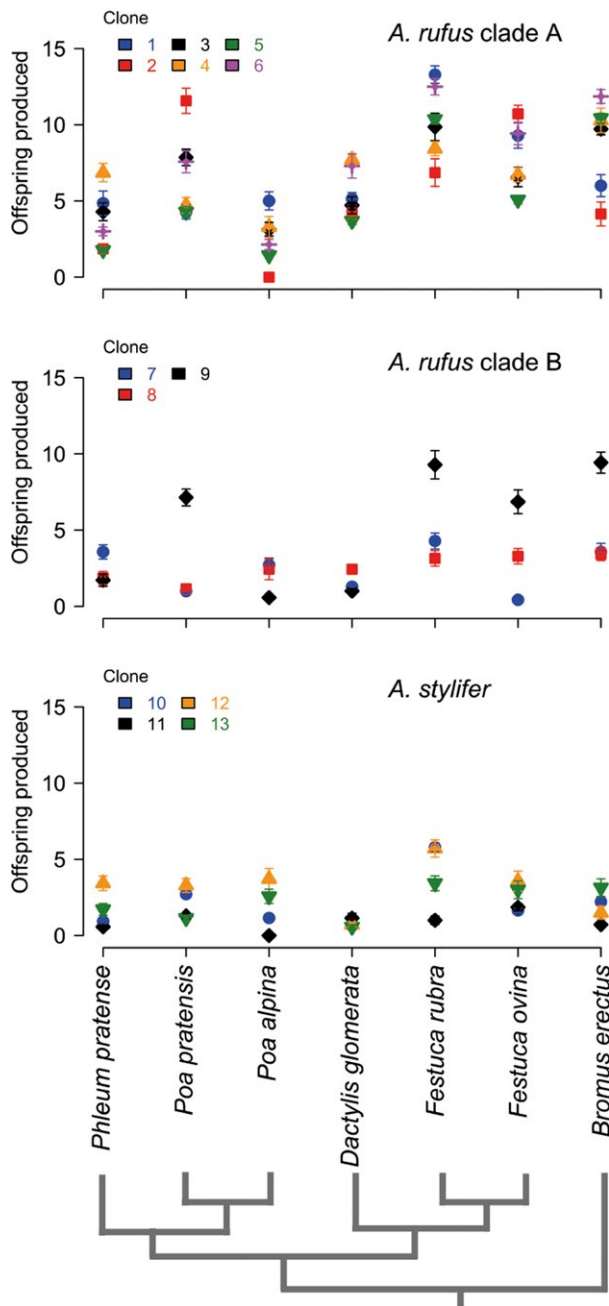 Clone
1 3 5
2 4 6
A. rufus clade A
Offspring produced
15
10
5
0
Clone
7 9
8
A. rufus clade B
Offspring produced
15
10
5
0
Clone
10 12
11 13
A. stylifer
Offspring produced
15
10
5
0
Phleum pratense
Poa pratensis
Poa alpina
Dactylis glomerata
Festuca rubra
Festuca ovina
Bromus erectus